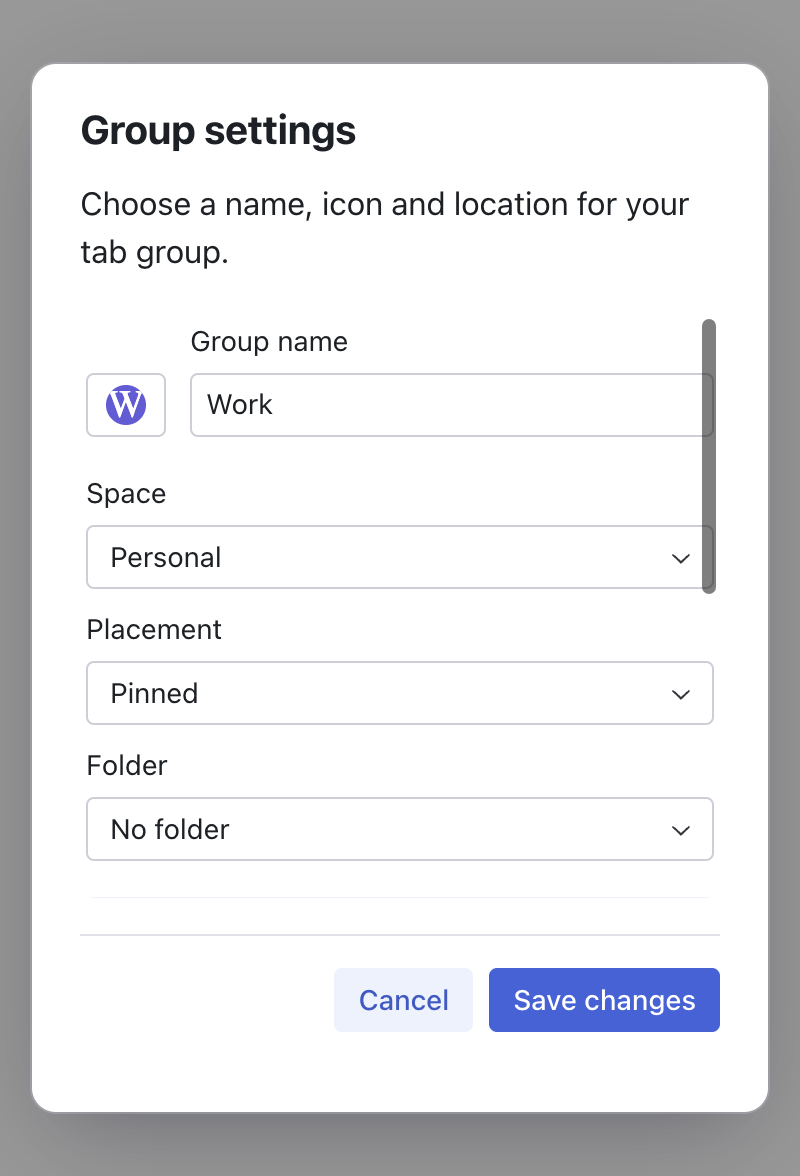 Group settings
Choose a name, icon and location for your
tab group.
Group name
W
Work
Space
Personal
Placement
Pinned
Folder
No folder
Cancel
Save changes